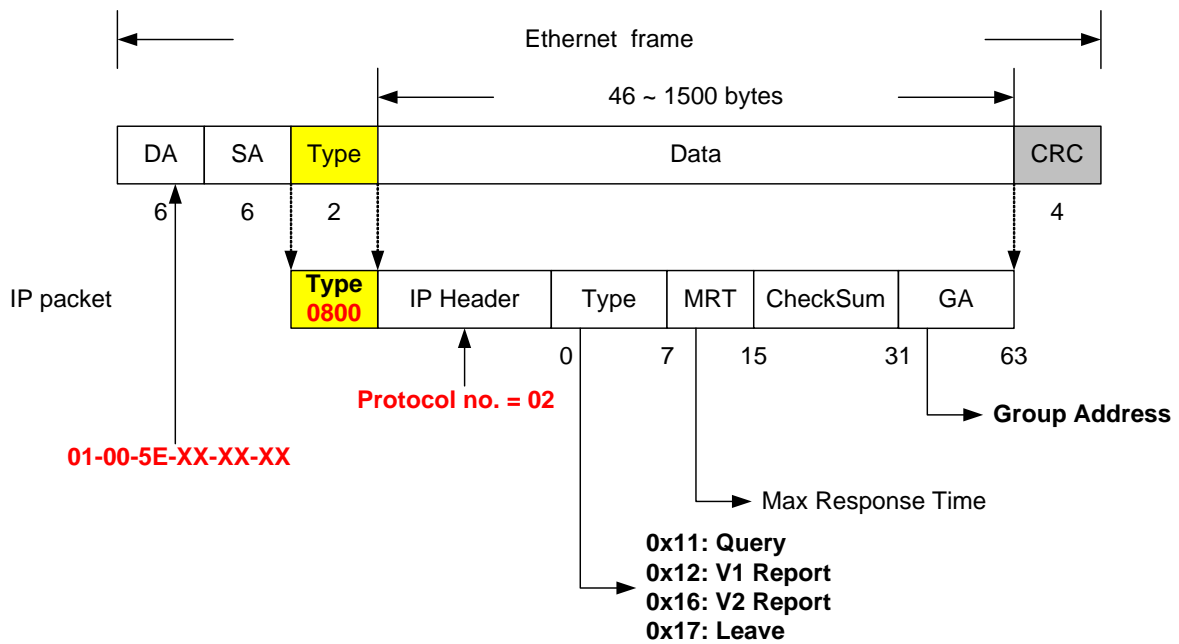 Ethernet frame
46 ~ 1500 bytes
DA SA Type Data CRC
6 6 2 4
IP packet
Type 0800 IP Header Type MRT CheckSum GA
0 7 15 31 63
Protocol no. = 02
Group Address
01-00-5E-XX-XX-XX
Max Response Time
0x11: Query
0x12: V1 Report
0x16: V2 Report
0x17: Leave